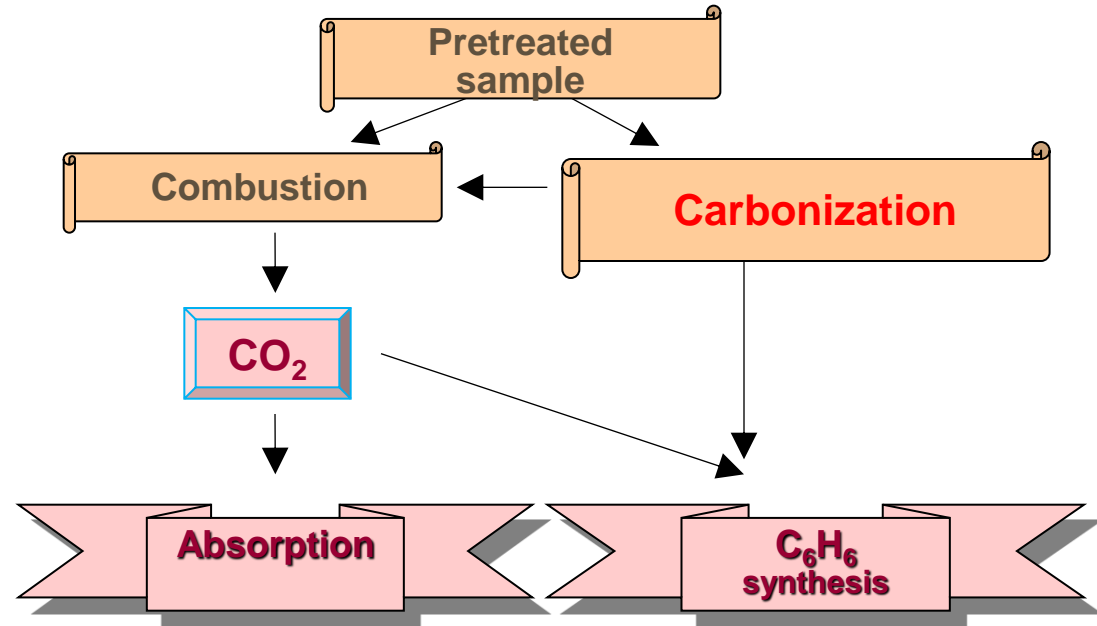 Pretreated
sample
Combustion
Carbonization
CO₂
Absorption
C₆H₆
synthesis